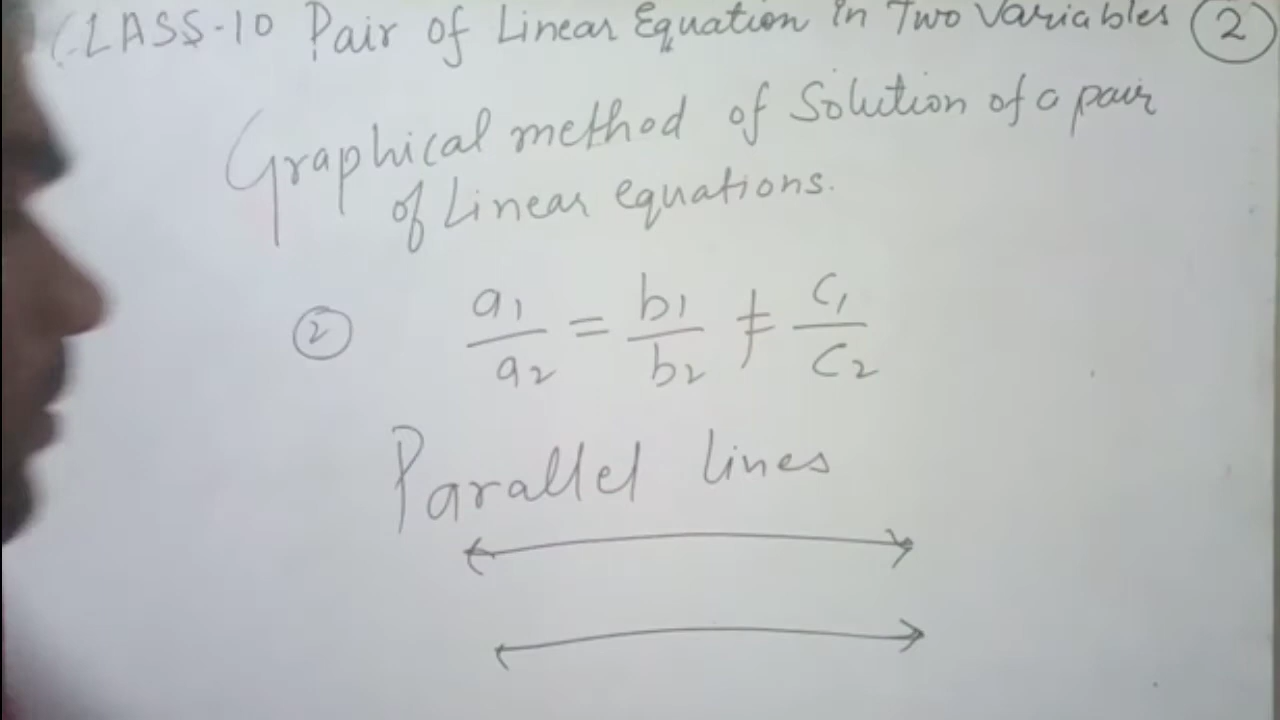 CLASS-10 Pair of Linear Equation in Two Variables ②
Graphical method of Solution of a pair
of Linear equations.
② a₁/a₂ = b₁/b₂ ≠ c₁/c₂
Parallel lines